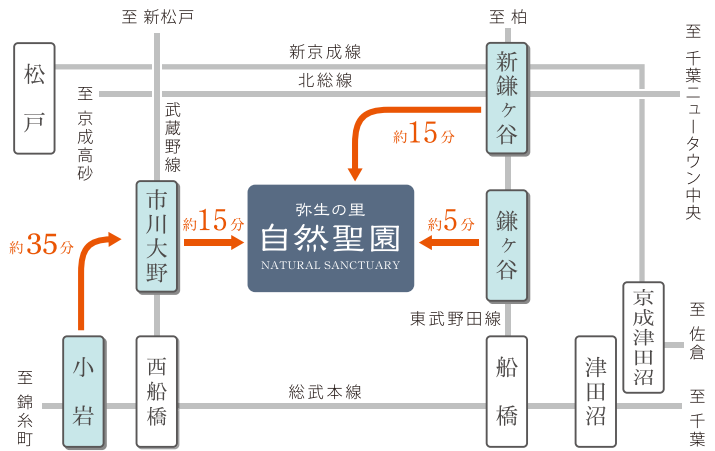 至 新松戸
至 柏
松戸
新京成線
北総線
至 京成高砂
至 千葉ニュータウン中央
武蔵野線
新鎌ヶ谷
約15分
市川大野
約15分
弥生の里
自然聖園
NATURAL SANCTUARY
約5分
鎌ヶ谷
約35分
東武野田線
京成津田沼
至 佐倉
小岩
西船橋
船橋
津田沼
総武本線
至 錦糸町
至 千葉